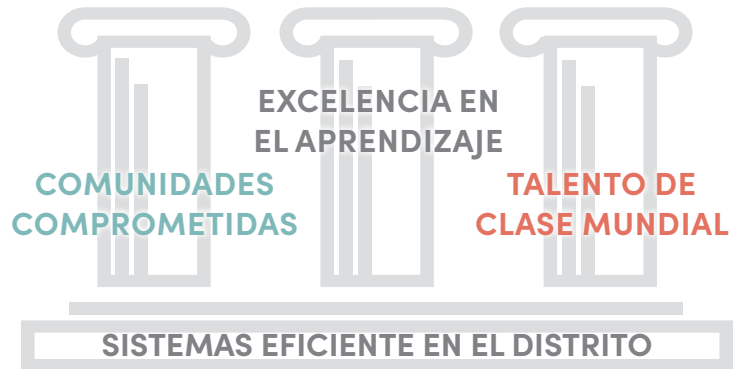 EXCELENCIA EN
EL APRENDIZAJE
COMUNIDADES
COMPROMETIDAS
TALENTO DE
CLASE MUNDIAL
SISTEMAS EFICIENTE EN EL DISTRITO